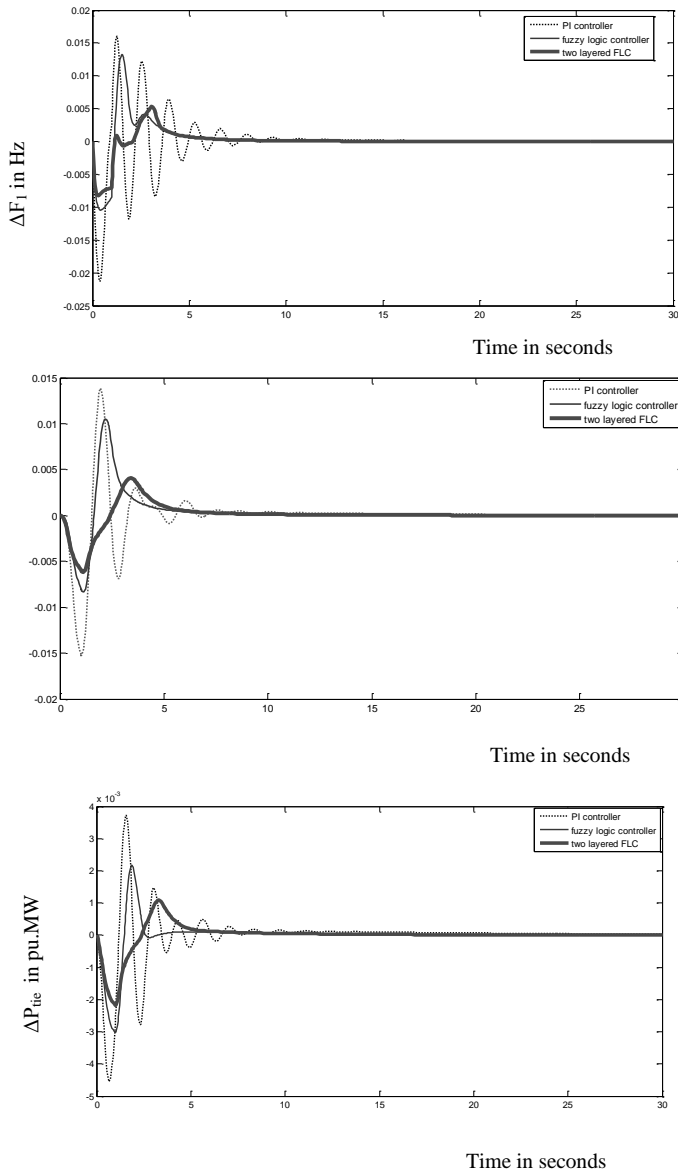 0.02
PI controller
fuzzy logic controller
two layered FLC
0.015
0.01
0.005
0
-0.005
-0.01
-0.015
-0.02
-0.025
0 5 10 15 20 25 30
ΔF1 in Hz
Time in seconds
0.015
PI controller
fuzzy logic controller
two layered FLC
0.01
0.005
0
-0.005
-0.01
-0.015
-0.02
0 5 10 15 20 25
Time in seconds
x 10-3
4
PI controller
fuzzy logic controller
two layered FLC
3
2
1
0
-1
-2
-3
-4
-5
0 5 10 15 20 25 30
ΔPtie in pu.MW
Time in seconds